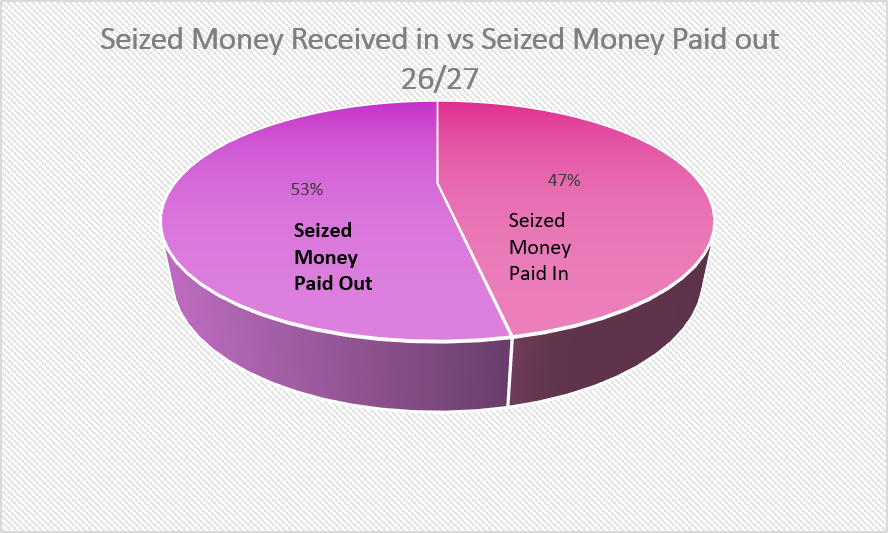 Seized Money Received in vs Seized Money Paid out
26/27
53%
Seized
Money
Paid Out
47%
Seized
Money
Paid In